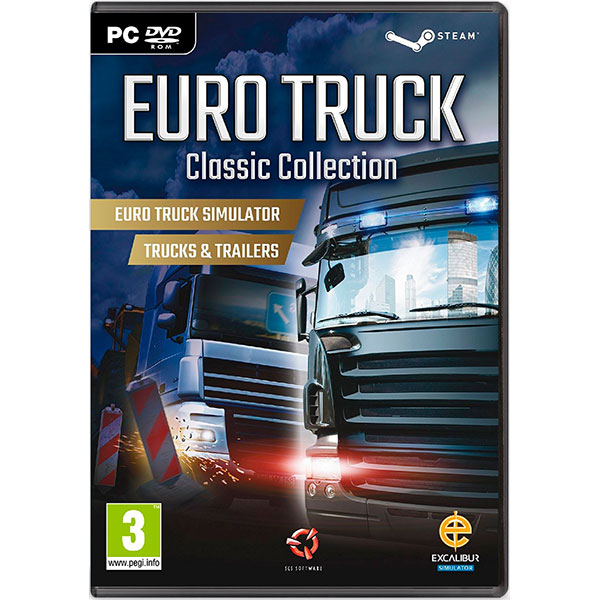 PC DVD ROM
STEAM
EURO TRUCK
Classic Collection
EURO TRUCK SIMULATOR
TRUCKS & TRAILERS
3
www.pegi.info
SCS SOFTWARE
EXCALIBUR
SIMULATOR